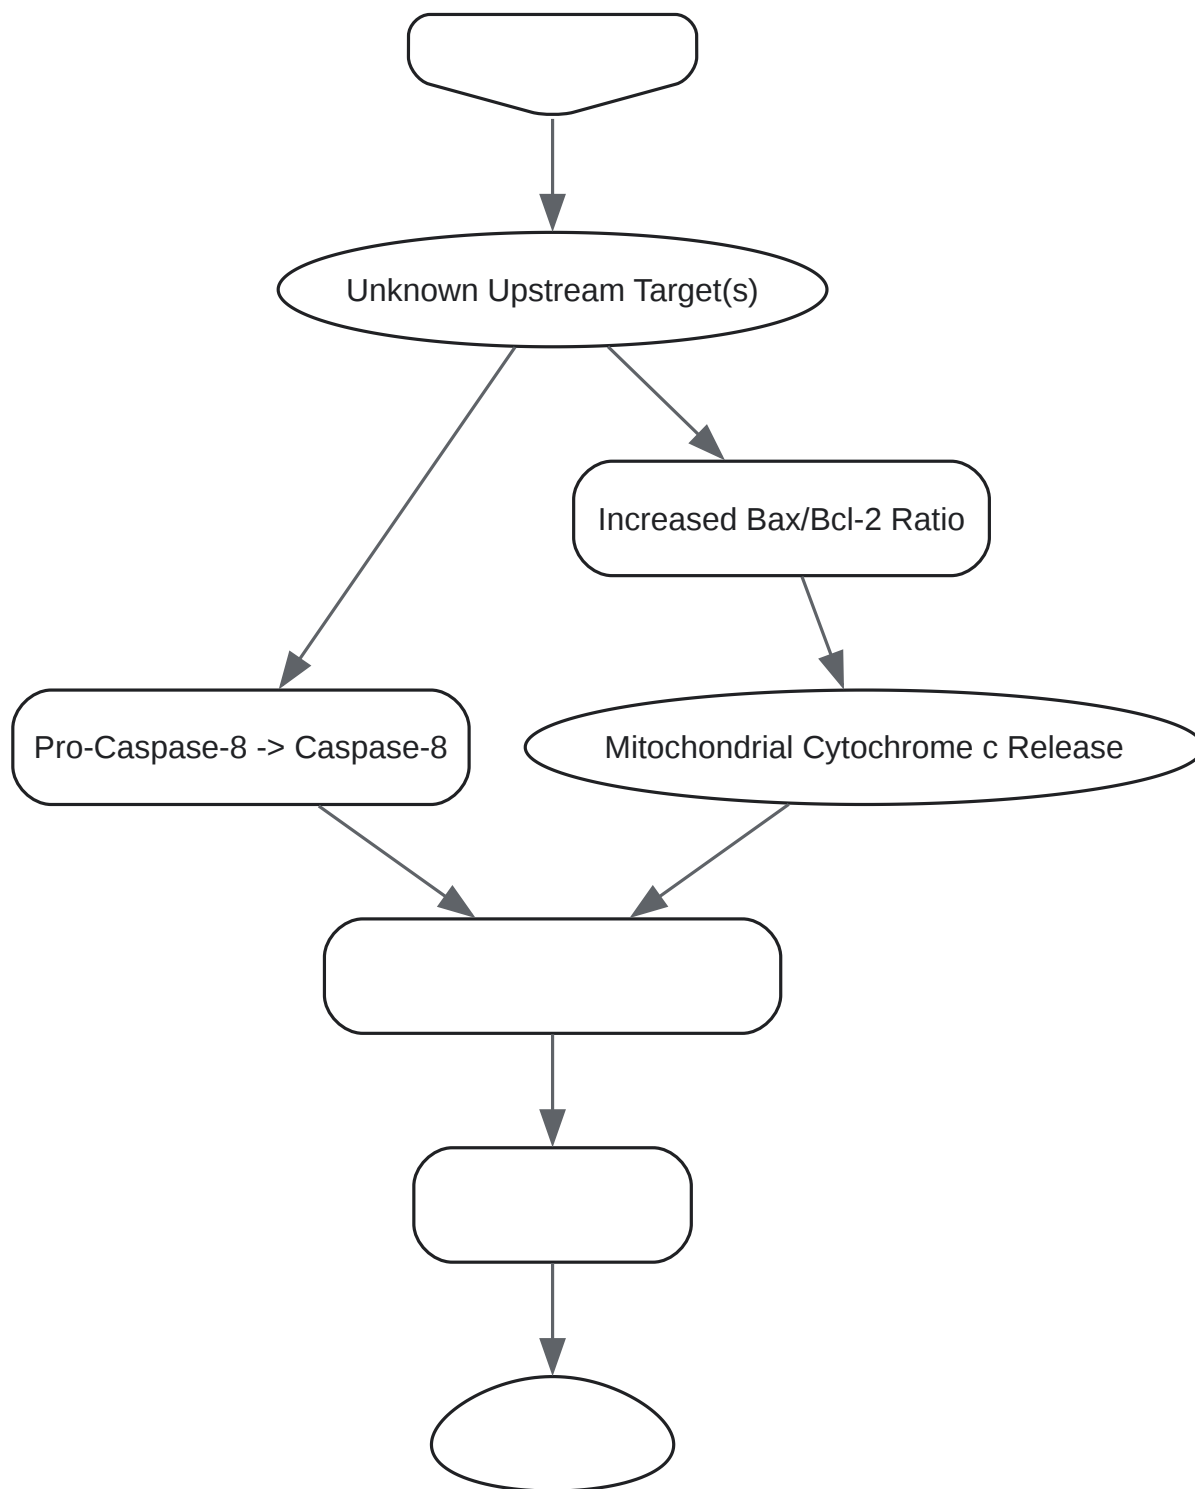 Unknown Upstream Target(s)
Increased Bax/Bcl-2 Ratio
Pro-Caspase-8 -> Caspase-8
Mitochondrial Cytochrome c Release